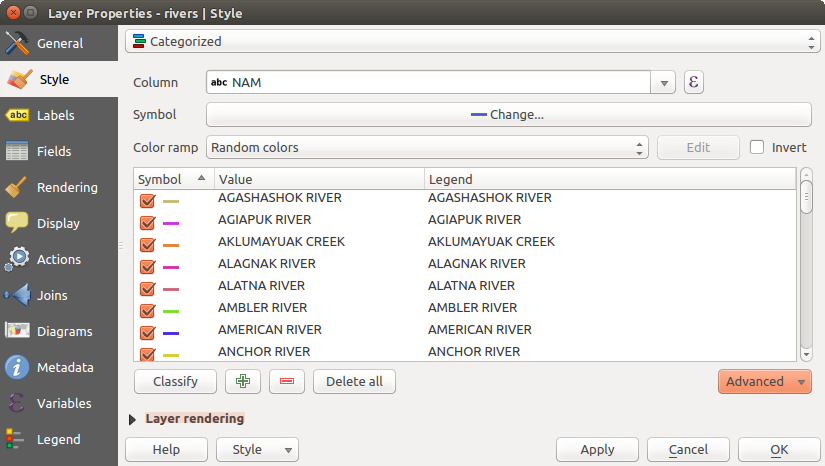 Layer Properties - rivers | Style
General
Style
Labels
Fields
Rendering
Display
Actions
Joins
Diagrams
Metadata
Variables
Legend
abc
Categorized
Column abc NAM ε
Symbol Change...
Color ramp Random colors Edit Invert
Symbol Value Legend
AGASHASHOK RIVER AGASHASHOK RIVER
AGIAPUK RIVER AGIAPUK RIVER
AKLUMAYUAK CREEK AKLUMAYUAK CREEK
ALAGNAK RIVER ALAGNAK RIVER
ALATNA RIVER ALATNA RIVER
AMBLER RIVER AMBLER RIVER
AMERICAN RIVER AMERICAN RIVER
ANCHOR RIVER ANCHOR RIVER
Classify Delete all Advanced
Layer rendering
Help Style Apply Cancel OK